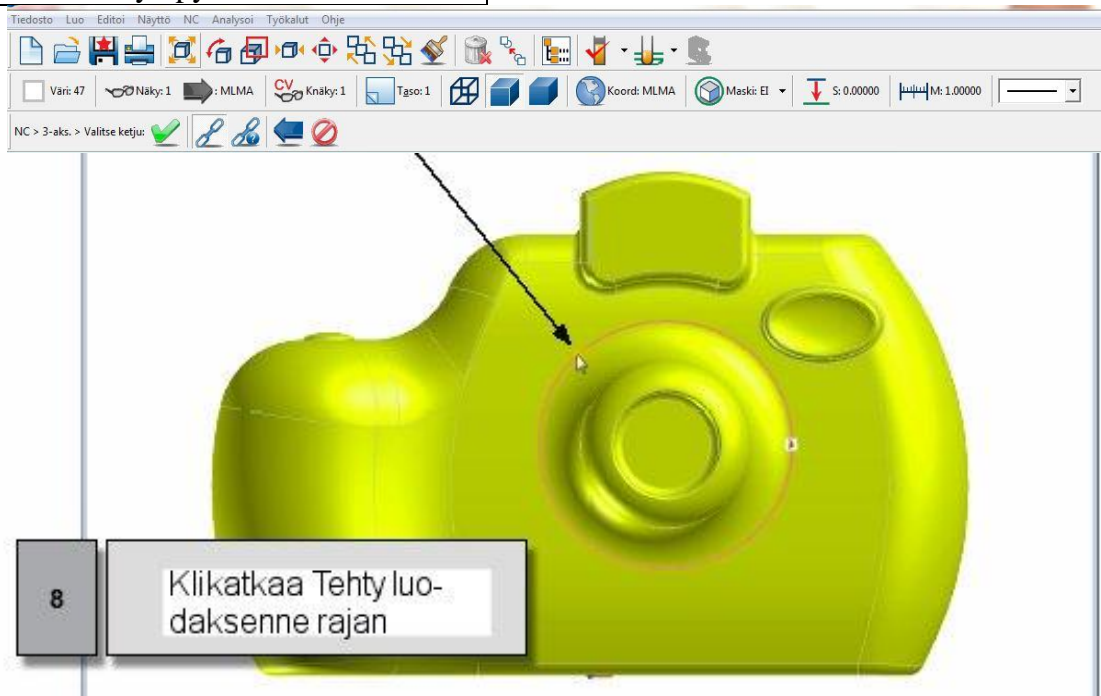 Tiedosto Luo Editoi Näyttö NC Analysoi Työkalut Ohje
Väri: 47 Näky: 1 : MLMA CV Knäky: 1 Taso: 1 Koord: MLMA Maski: EI S: 0.00000 M: 1.00000
NC > 3-aks. > Valitse ketju:
8
Klikatkaa Tehty luo-
daksenne rajan